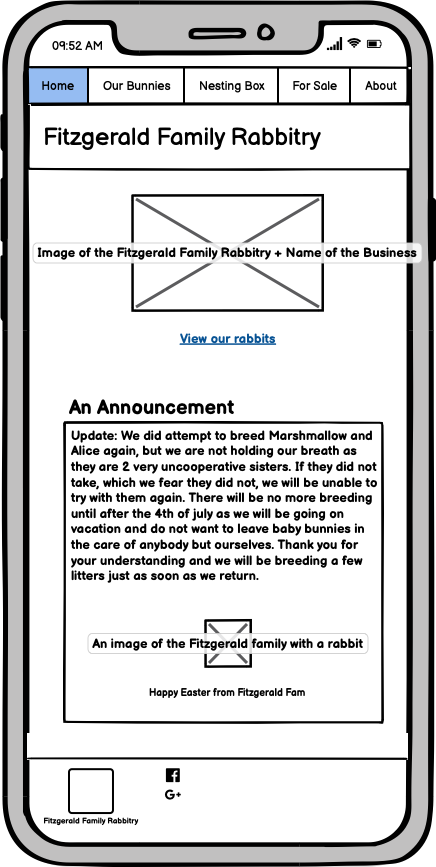 09:52 AM
Home Our Bunnies Nesting Box For Sale About
Fitzgerald Family Rabbitry
Image of the Fitzgerald Family Rabbitry + Name of the Business
View our rabbits
An Announcement
Update: We did attempt to breed Marshmallow and
Alice again, but we are not holding our breath as
they are 2 very uncooperative sisters. If they did not
take, which we fear they did not, we will be unable to
try with them again. There will be no more breeding
until after the 4th of july as we will be going on
vacation and do not want to leave baby bunnies in
the care of anybody but ourselves. Thank you for
your understanding and we will be breeding a few
litters just as soon as we return.
An image of the Fitzgerald family with a rabbit
Happy Easter from Fitzgerald Fam
f
G+
Fitzgerald Family Rabbitry